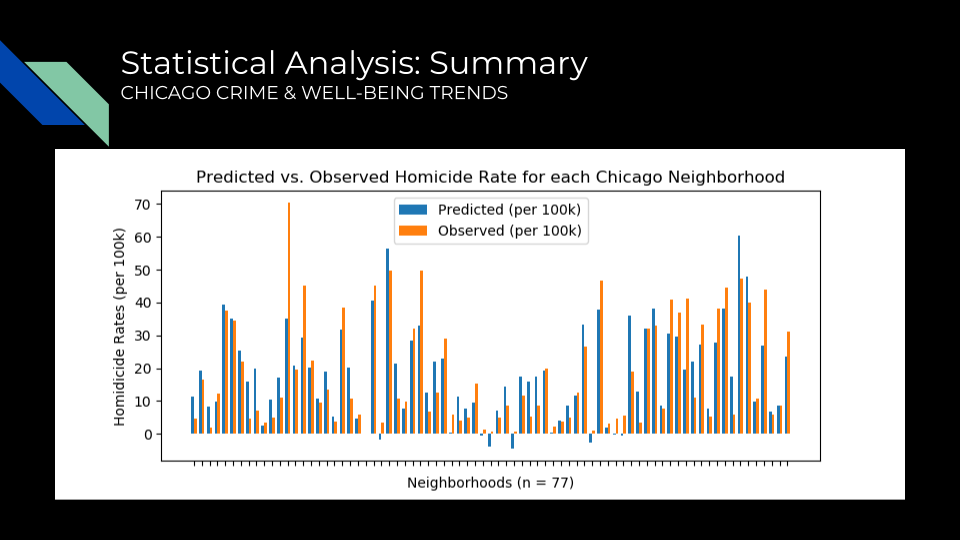 Statistical Analysis: Summary
CHICAGO CRIME & WELL-BEING TRENDS
Predicted vs. Observed Homicide Rate for each Chicago Neighborhood
Predicted (per 100k)
Observed (per 100k)
Homidicide Rates (per 100k)
70
60
50
40
30
20
10
0
Neighborhoods (n = 77)